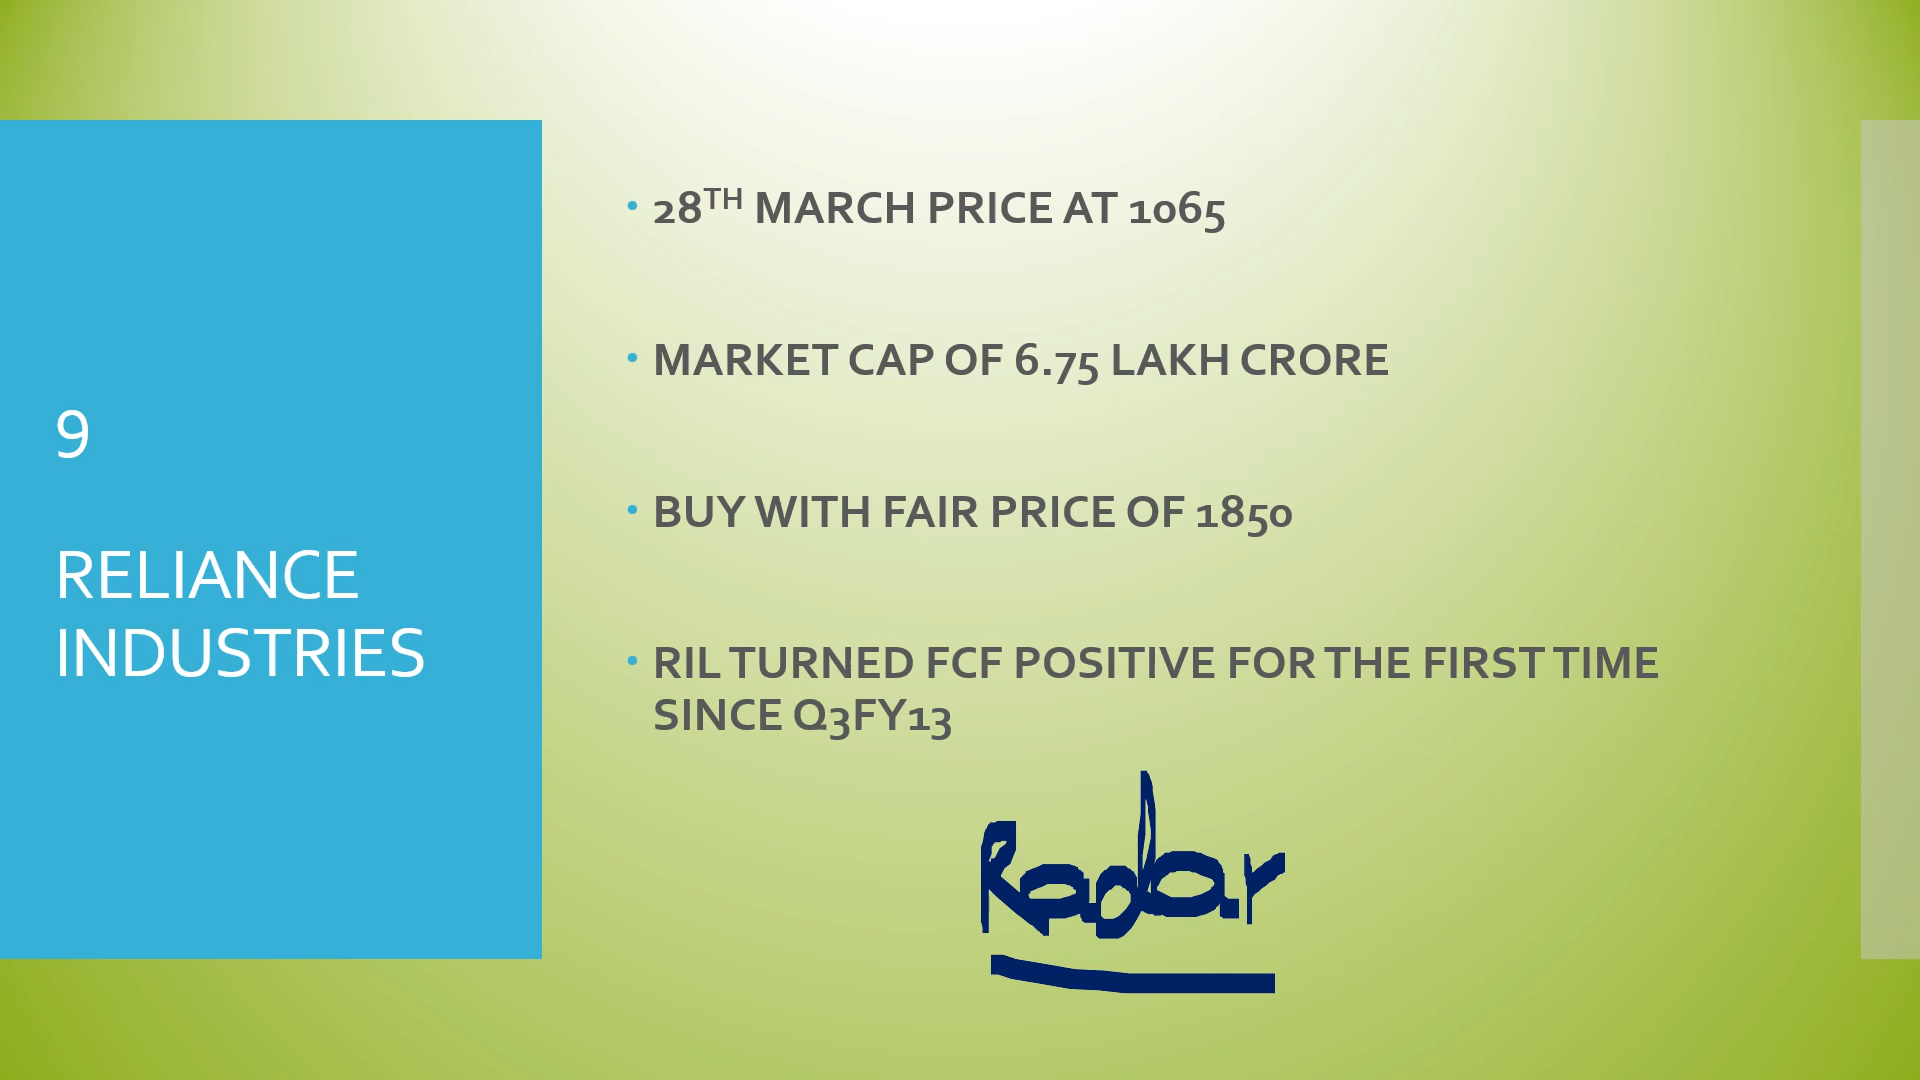 9
RELIANCE
INDUSTRIES
• 28TH MARCH PRICE AT 1065
• MARKET CAP OF 6.75 LAKH CRORE
• BUY WITH FAIR PRICE OF 1850
• RIL TURNED FCF POSITIVE FOR THE FIRST TIME
SINCE Q3FY13